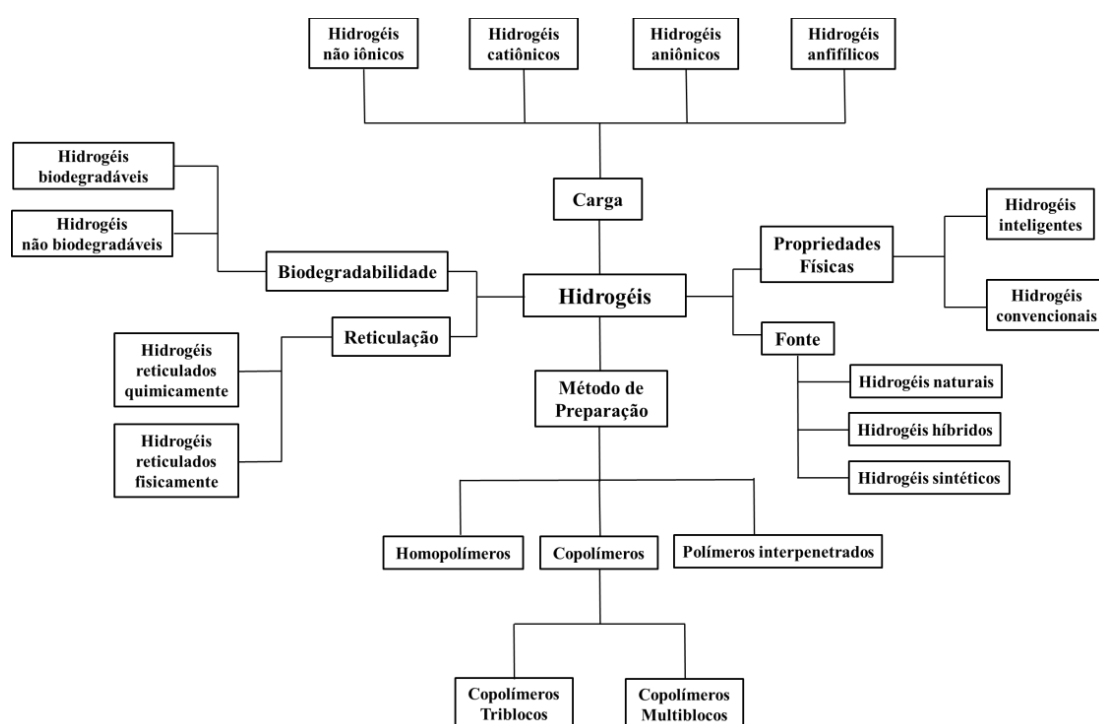 Hidrogéis
não iônicos
Hidrogéis
catiônicos
Hidrogéis
aniônicos
Hidrogéis
anfifílicos
Carga
Hidrogéis
biodegradáveis
Hidrogéis
não biodegradáveis
Biodegradabilidade
Hidrogéis
Propriedades
Físicas
Hidrogéis
inteligentes
Hidrogéis
convencionais
Reticulação
Fonte
Hidrogéis
reticulados
quimicamente
Hidrogéis
reticulados
fisicamente
Método de
Preparação
Hidrogéis naturais
Hidrogéis híbridos
Hidrogéis sintéticos
Homopolímeros
Copolímeros
Polímeros interpenetrados
Copolímeros
Triblocos
Copolímeros
Multiblocos